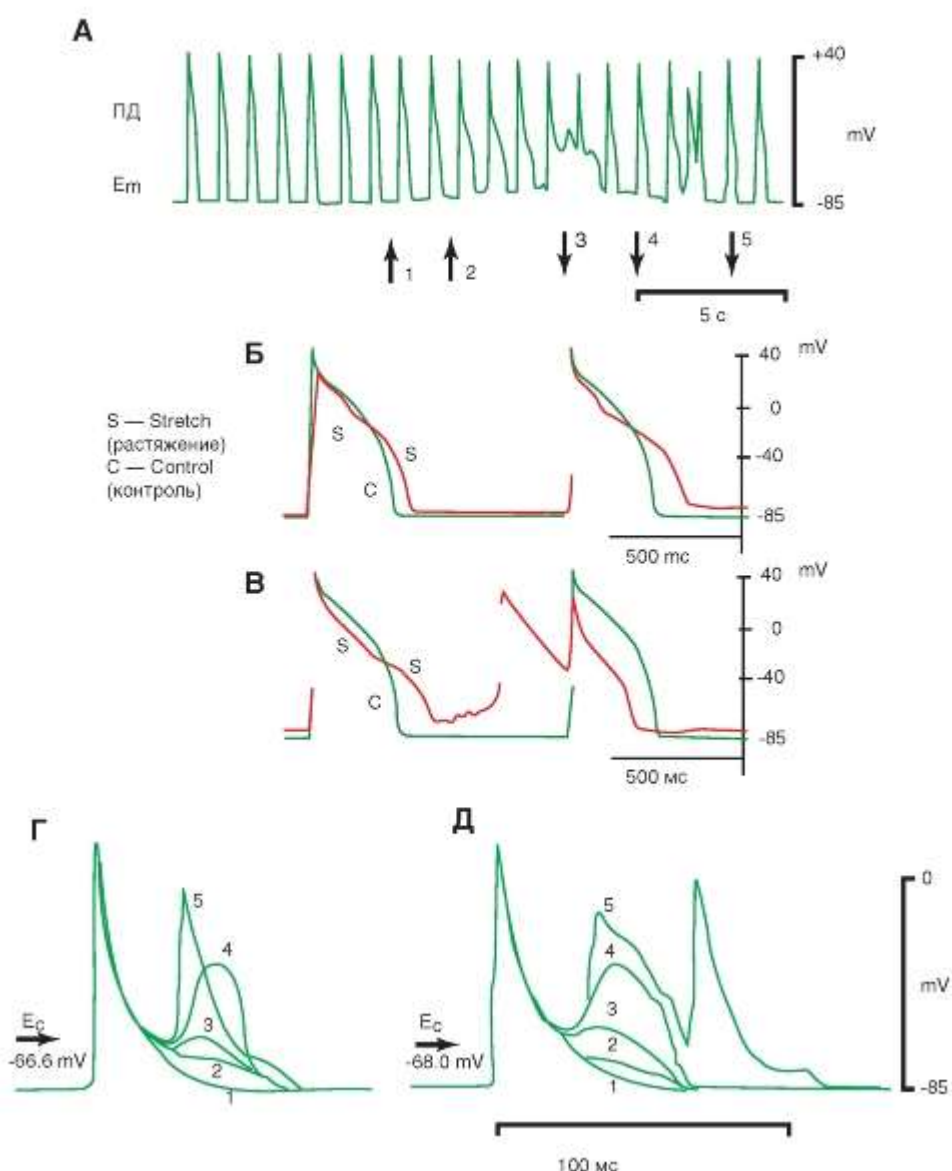 А
+40
ПД
mV
Em
-85
1
2
3
4
5
5 с
Б
40
mV
S — Stretch
(растяжение)
C — Control
(контроль)
S
S
C
0
-40
-85
500 mc
В
40
mV
S
S
C
0
-40
-85
500 мс
Г
5
4
3
2
1
Ec
-66.6 mV
Д
5
4
3
2
1
Ec
-68.0 mV
0
mV
-85
100 мс